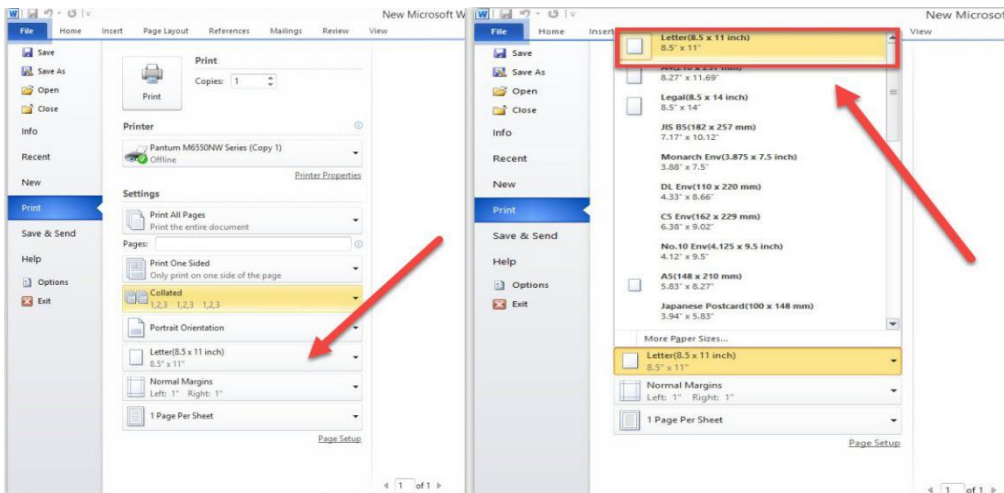 New Microsoft W
File Home Insert Page Layout References Mailings Review View
Save
Save As
Open
Close
Info
Recent
New
Print
Save & Send
Help
Options
Exit
Print
Print
Copies: 1
Printer
Pantum M6550NW Series (Copy 1)
Offline
Printer Properties
Settings
Print All Pages
Print the entire document
Pages:
Print One Sided
Only print on one side of the page
Collated
1,2,3 1,2,3 1,2,3
Portrait Orientation
Letter(8.5 x 11 inch)
8.5" x 11"
Normal Margins
Left: 1" Right: 1"
1 Page Per Sheet
Page Setup
1 of 1
New Microsof
File Home Insert View
Save
Save As
Open
Close
Info
Recent
New
Print
Save & Send
Help
Options
Exit
Letter(8.5 x 11 inch)
8.5" x 11"
A4(210 x 297 mm)
8.27" x 11.69"
Legal(8.5 x 14 inch)
8.5" x 14"
JIS B5(182 x 257 mm)
7.17" x 10.12"
Monarch Env(3.875 x 7.5 inch)
3.88" x 7.5"
DL Env(110 x 220 mm)
4.33" x 8.66"
C5 Env(162 x 229 mm)
6.38" x 9.02"
No.10 Env(4.125 x 9.5 inch)
4.12" x 9.5"
A5(148 x 210 mm)
5.83" x 8.27"
Japanese Postcard(100 x 148 mm)
3.94" x 5.83"
More Paper Sizes...
Letter(8.5 x 11 inch)
8.5" x 11"
Normal Margins
Left: 1" Right: 1"
1 Page Per Sheet
Page Setup
1 of 1